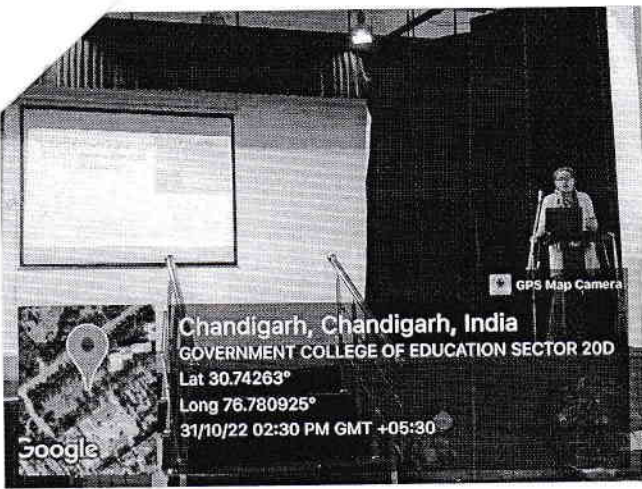 GPS Map Camera
Chandigarh, Chandigarh, India
GOVERNMENT COLLEGE OF EDUCATION SECTOR 20D
Lat 30.74263°
Long 76.780925°
31/10/22 02:30 PM GMT +05:30
Google